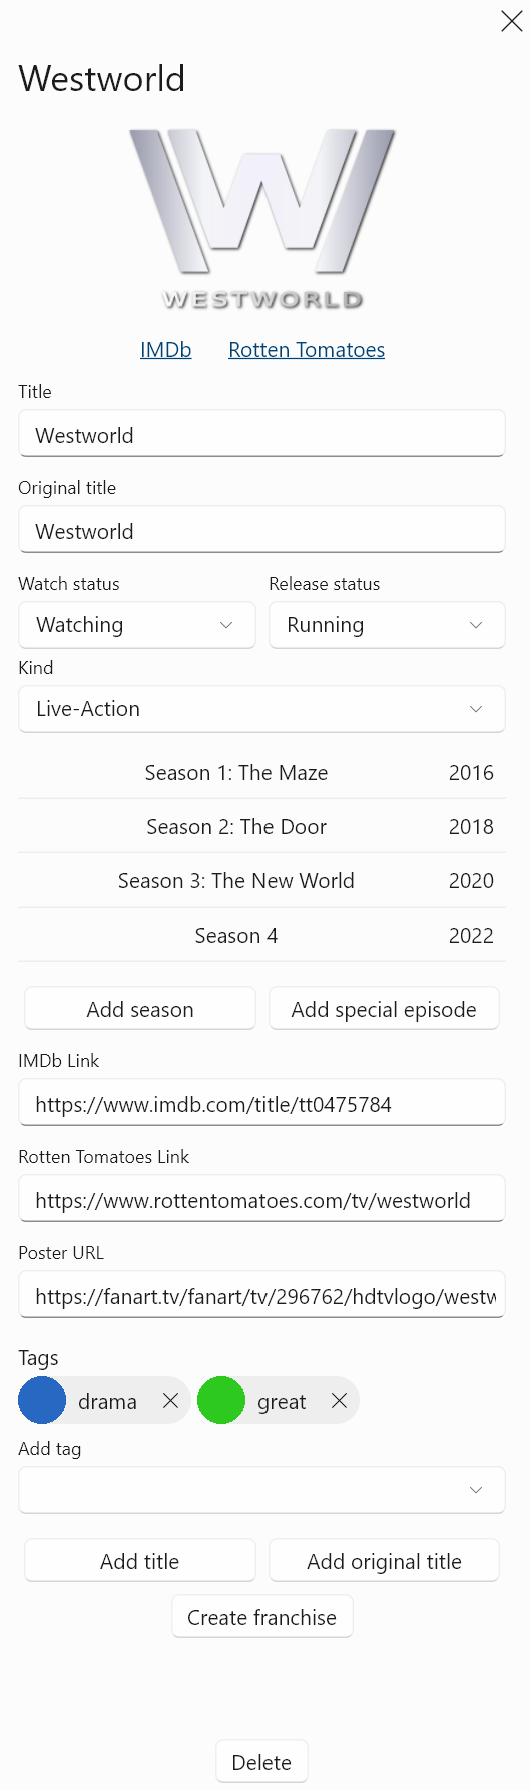 Westworld
WESTWORLD
IMDb Rotten Tomatoes
Title
Westworld
Original title
Westworld
Watch status Release status
Watching Running
Kind
Live-Action
Season 1: The Maze 2016
Season 2: The Door 2018
Season 3: The New World 2020
Season 4 2022
Add season Add special episode
IMDb Link
https://www.imdb.com/title/tt0475784
Rotten Tomatoes Link
https://www.rottentomatoes.com/tv/westworld
Poster URL
https://fanart.tv/fanart/tv/296762/hdtvlogo/westw
Tags
drama great
Add tag
Add title Add original title
Create franchise
Delete